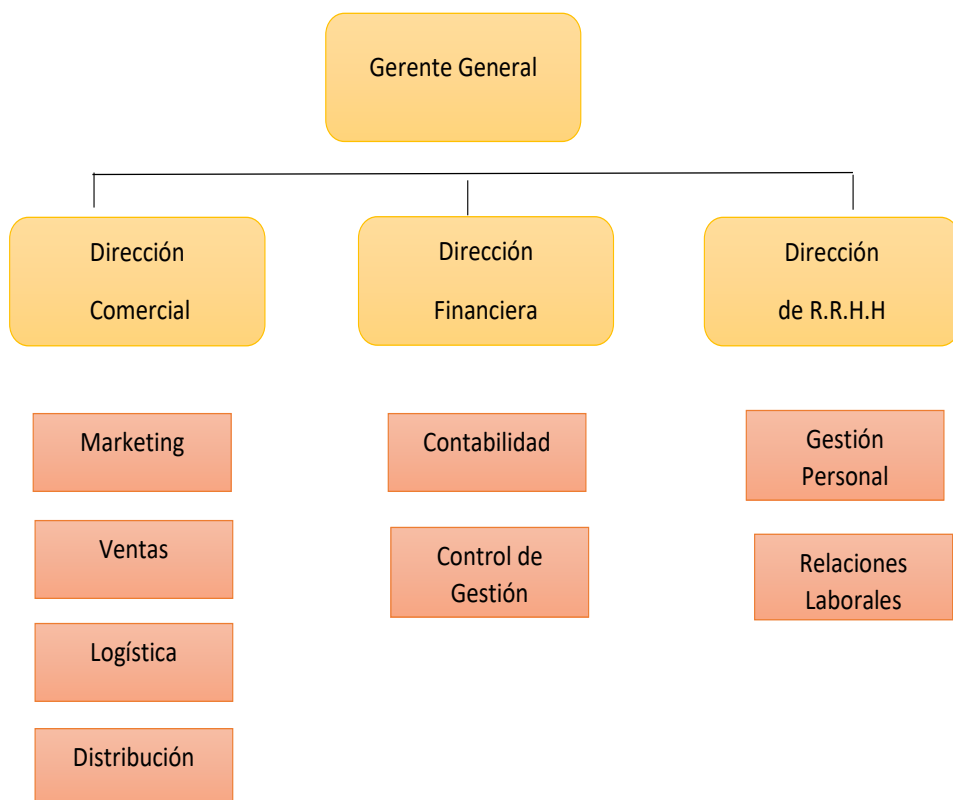 Gerente General
Dirección
Comercial
Dirección
Financiera
Dirección
de R.R.H.H
Marketing
Ventas
Logística
Distribución
Contabilidad
Control de
Gestión
Gestión
Personal
Relaciones
Laborales